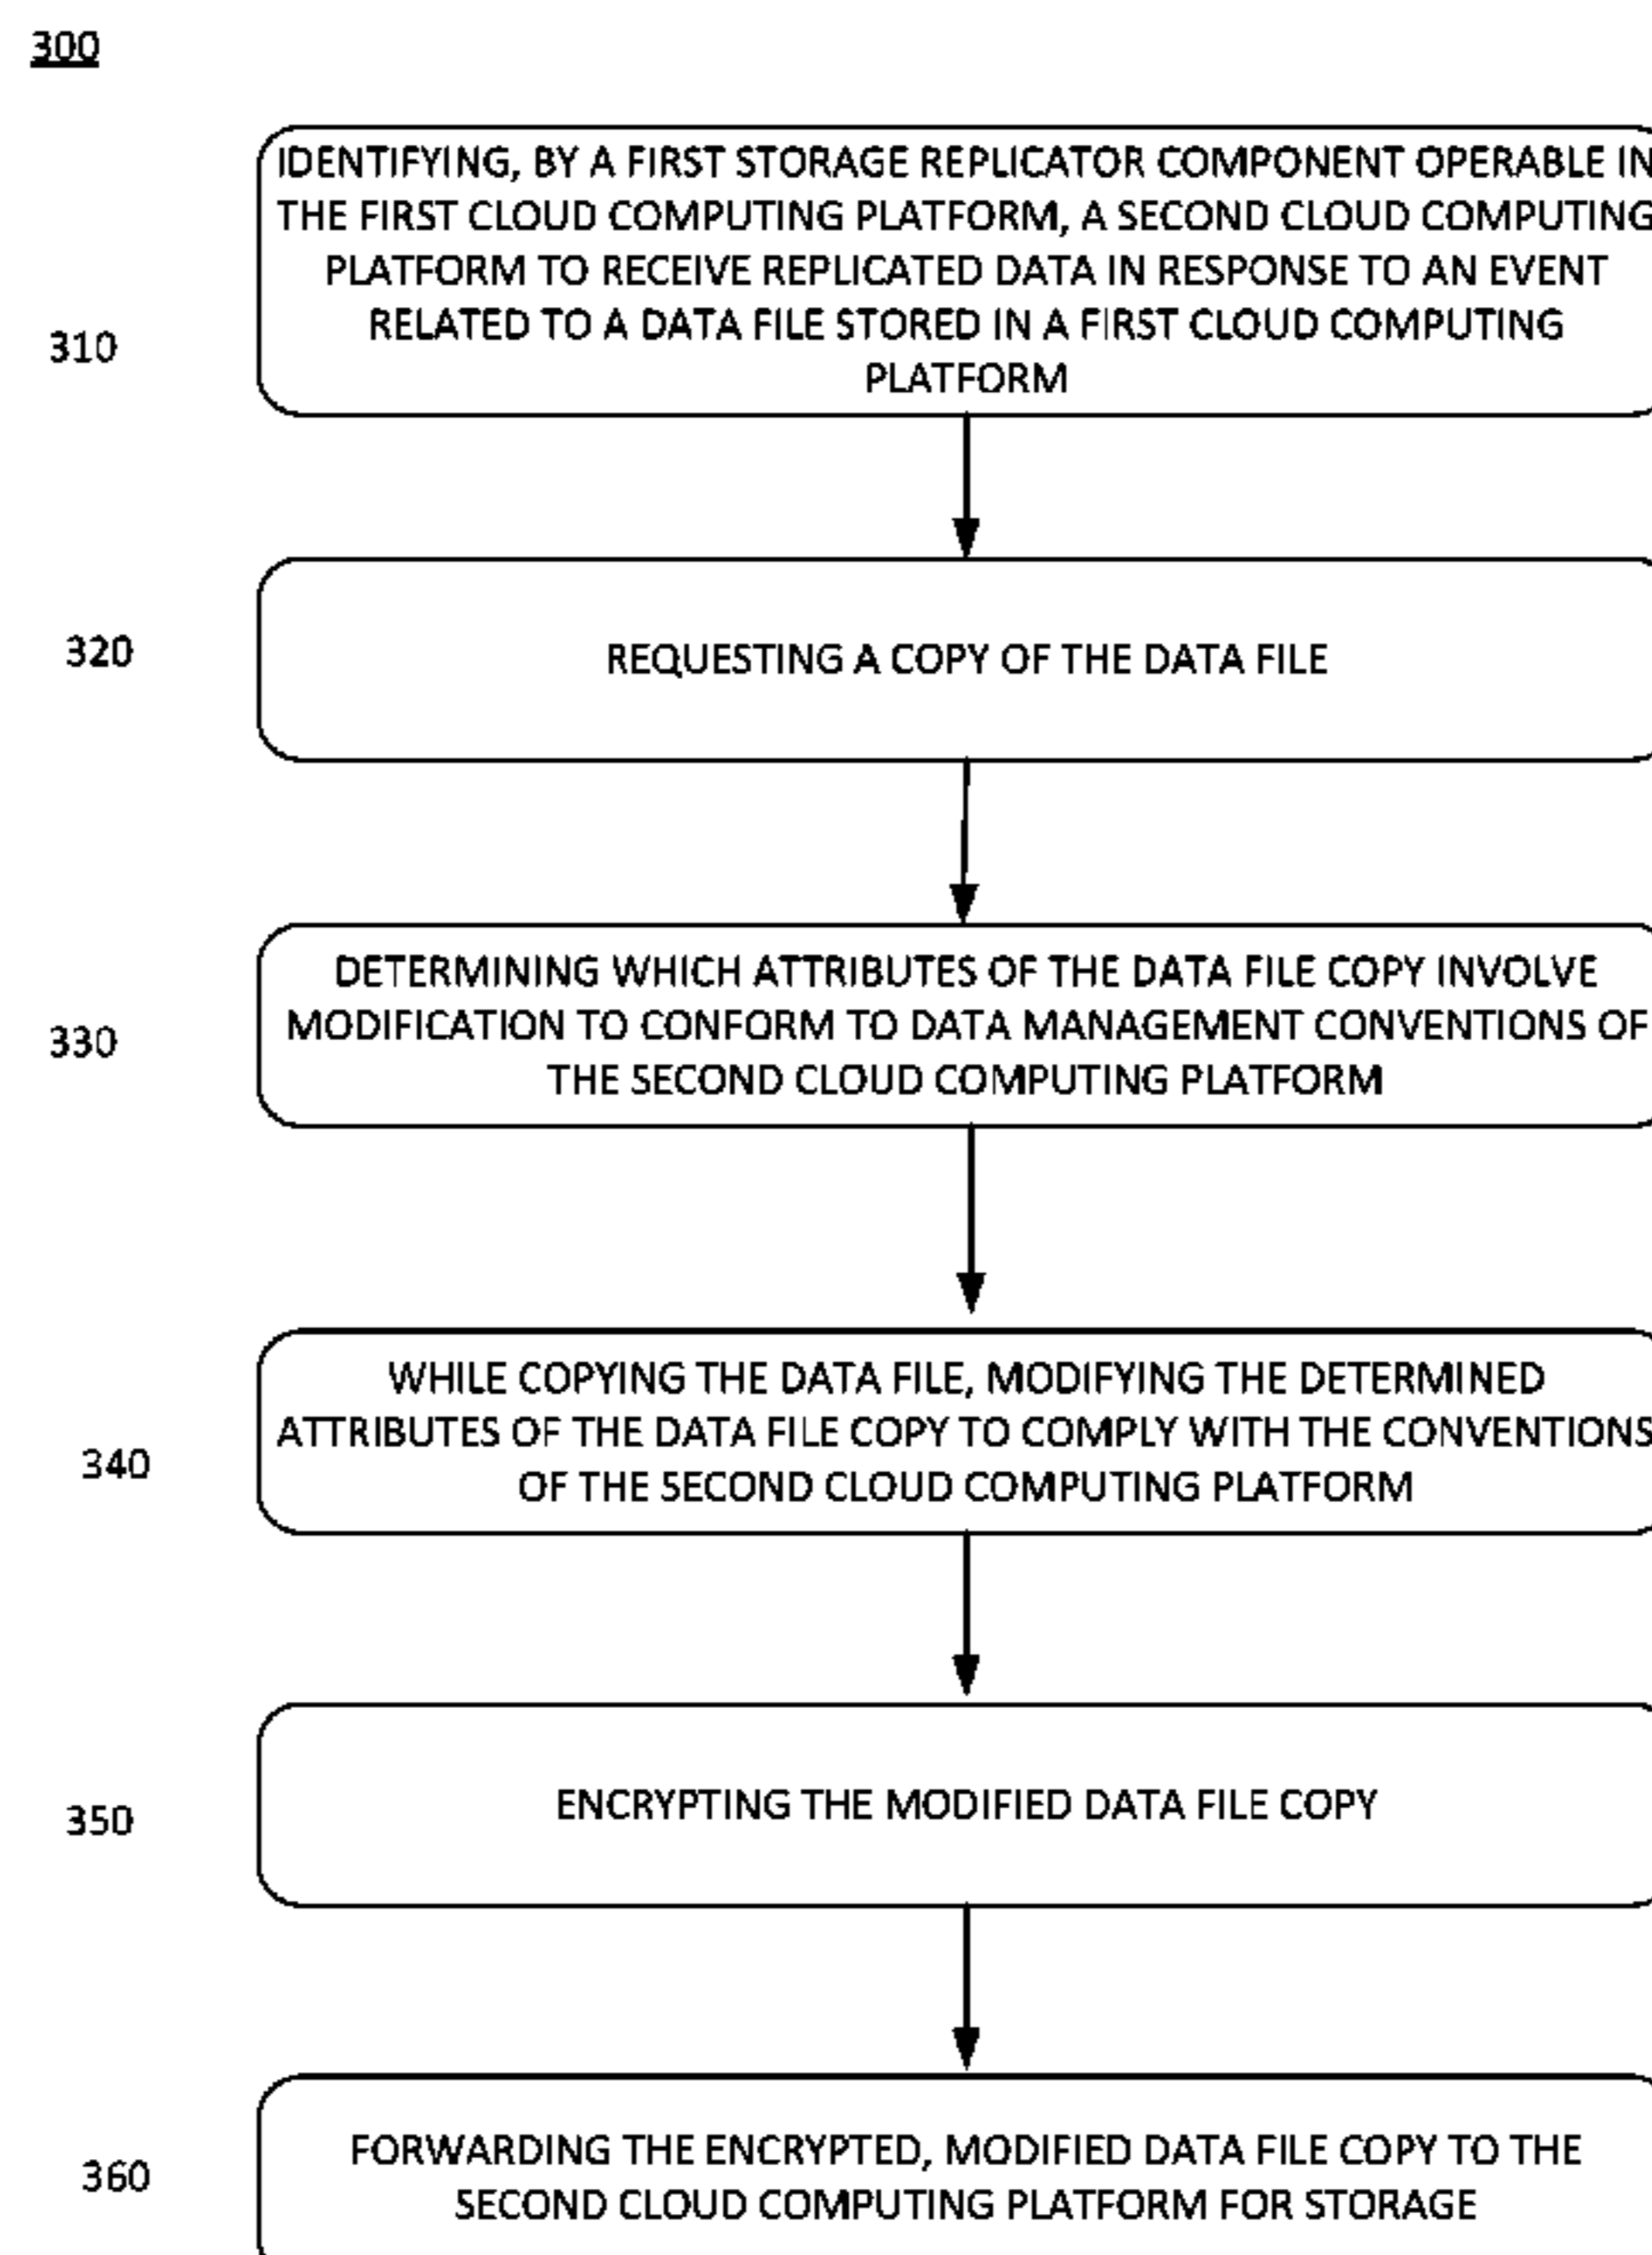 300
IDENTIFYING, BY A FIRST STORAGE REPLICATOR COMPONENT OPERABLE IN
THE FIRST CLOUD COMPUTING PLATFORM, A SECOND CLOUD COMPUTING
PLATFORM TO RECEIVE REPLICATED DATA IN RESPONSE TO AN EVENT
RELATED TO A DATA FILE STORED IN A FIRST CLOUD COMPUTING
PLATFORM
310
REQUESTING A COPY OF THE DATA FILE
320
DETERMINING WHICH ATTRIBUTES OF THE DATA FILE COPY INVOLVE
MODIFICATION TO CONFORM TO DATA MANAGEMENT CONVENTIONS OF
THE SECOND CLOUD COMPUTING PLATFORM
330
WHILE COPYING THE DATA FILE, MODIFYING THE DETERMINED
ATTRIBUTES OF THE DATA FILE COPY TO COMPLY WITH THE CONVENTIONS
OF THE SECOND CLOUD COMPUTING PLATFORM
340
ENCRYPTING THE MODIFIED DATA FILE COPY
350
FORWARDING THE ENCRYPTED, MODIFIED DATA FILE COPY TO THE
SECOND CLOUD COMPUTING PLATFORM FOR STORAGE
360